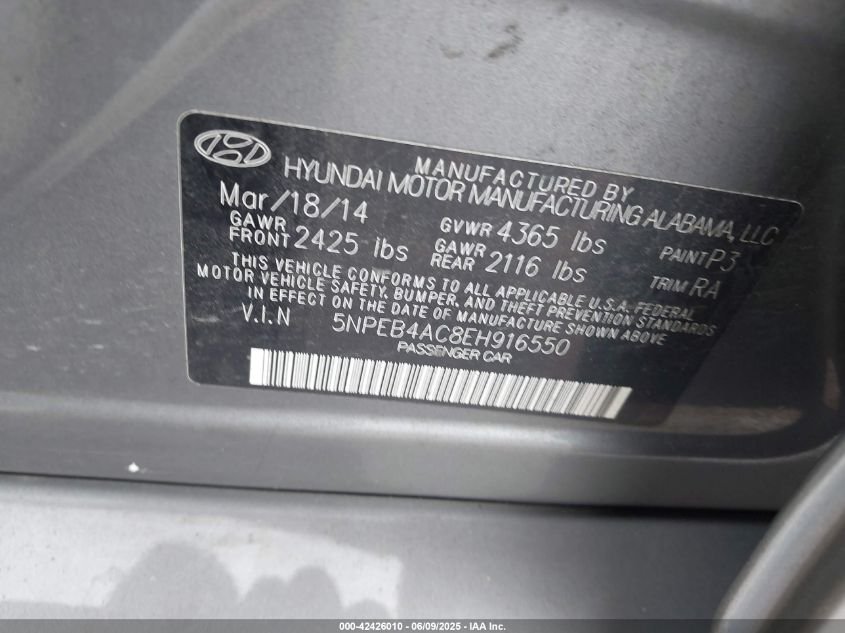 MANUFACTURED BY
HYUNDAI MOTOR MANUFACTURING ALABAMA, LLC
Mar/18/14 GVWR 4365 lbs PAINT P3
GAWR FRONT 2425 lbs GAWR REAR 2116 lbs TRIM RA
THIS VEHICLE CONFORMS TO ALL APPLICABLE U.S.A. FEDERAL
MOTOR VEHICLE SAFETY, BUMPER, AND THEFT PREVENTION STANDARDS
IN EFFECT ON THE DATE OF MANUFACTURE SHOWN ABOVE
V.I.N 5NPEB4AC8EH916550
PASSENGER CAR
000-42426010 - 06/09/2025 - IAA Inc.